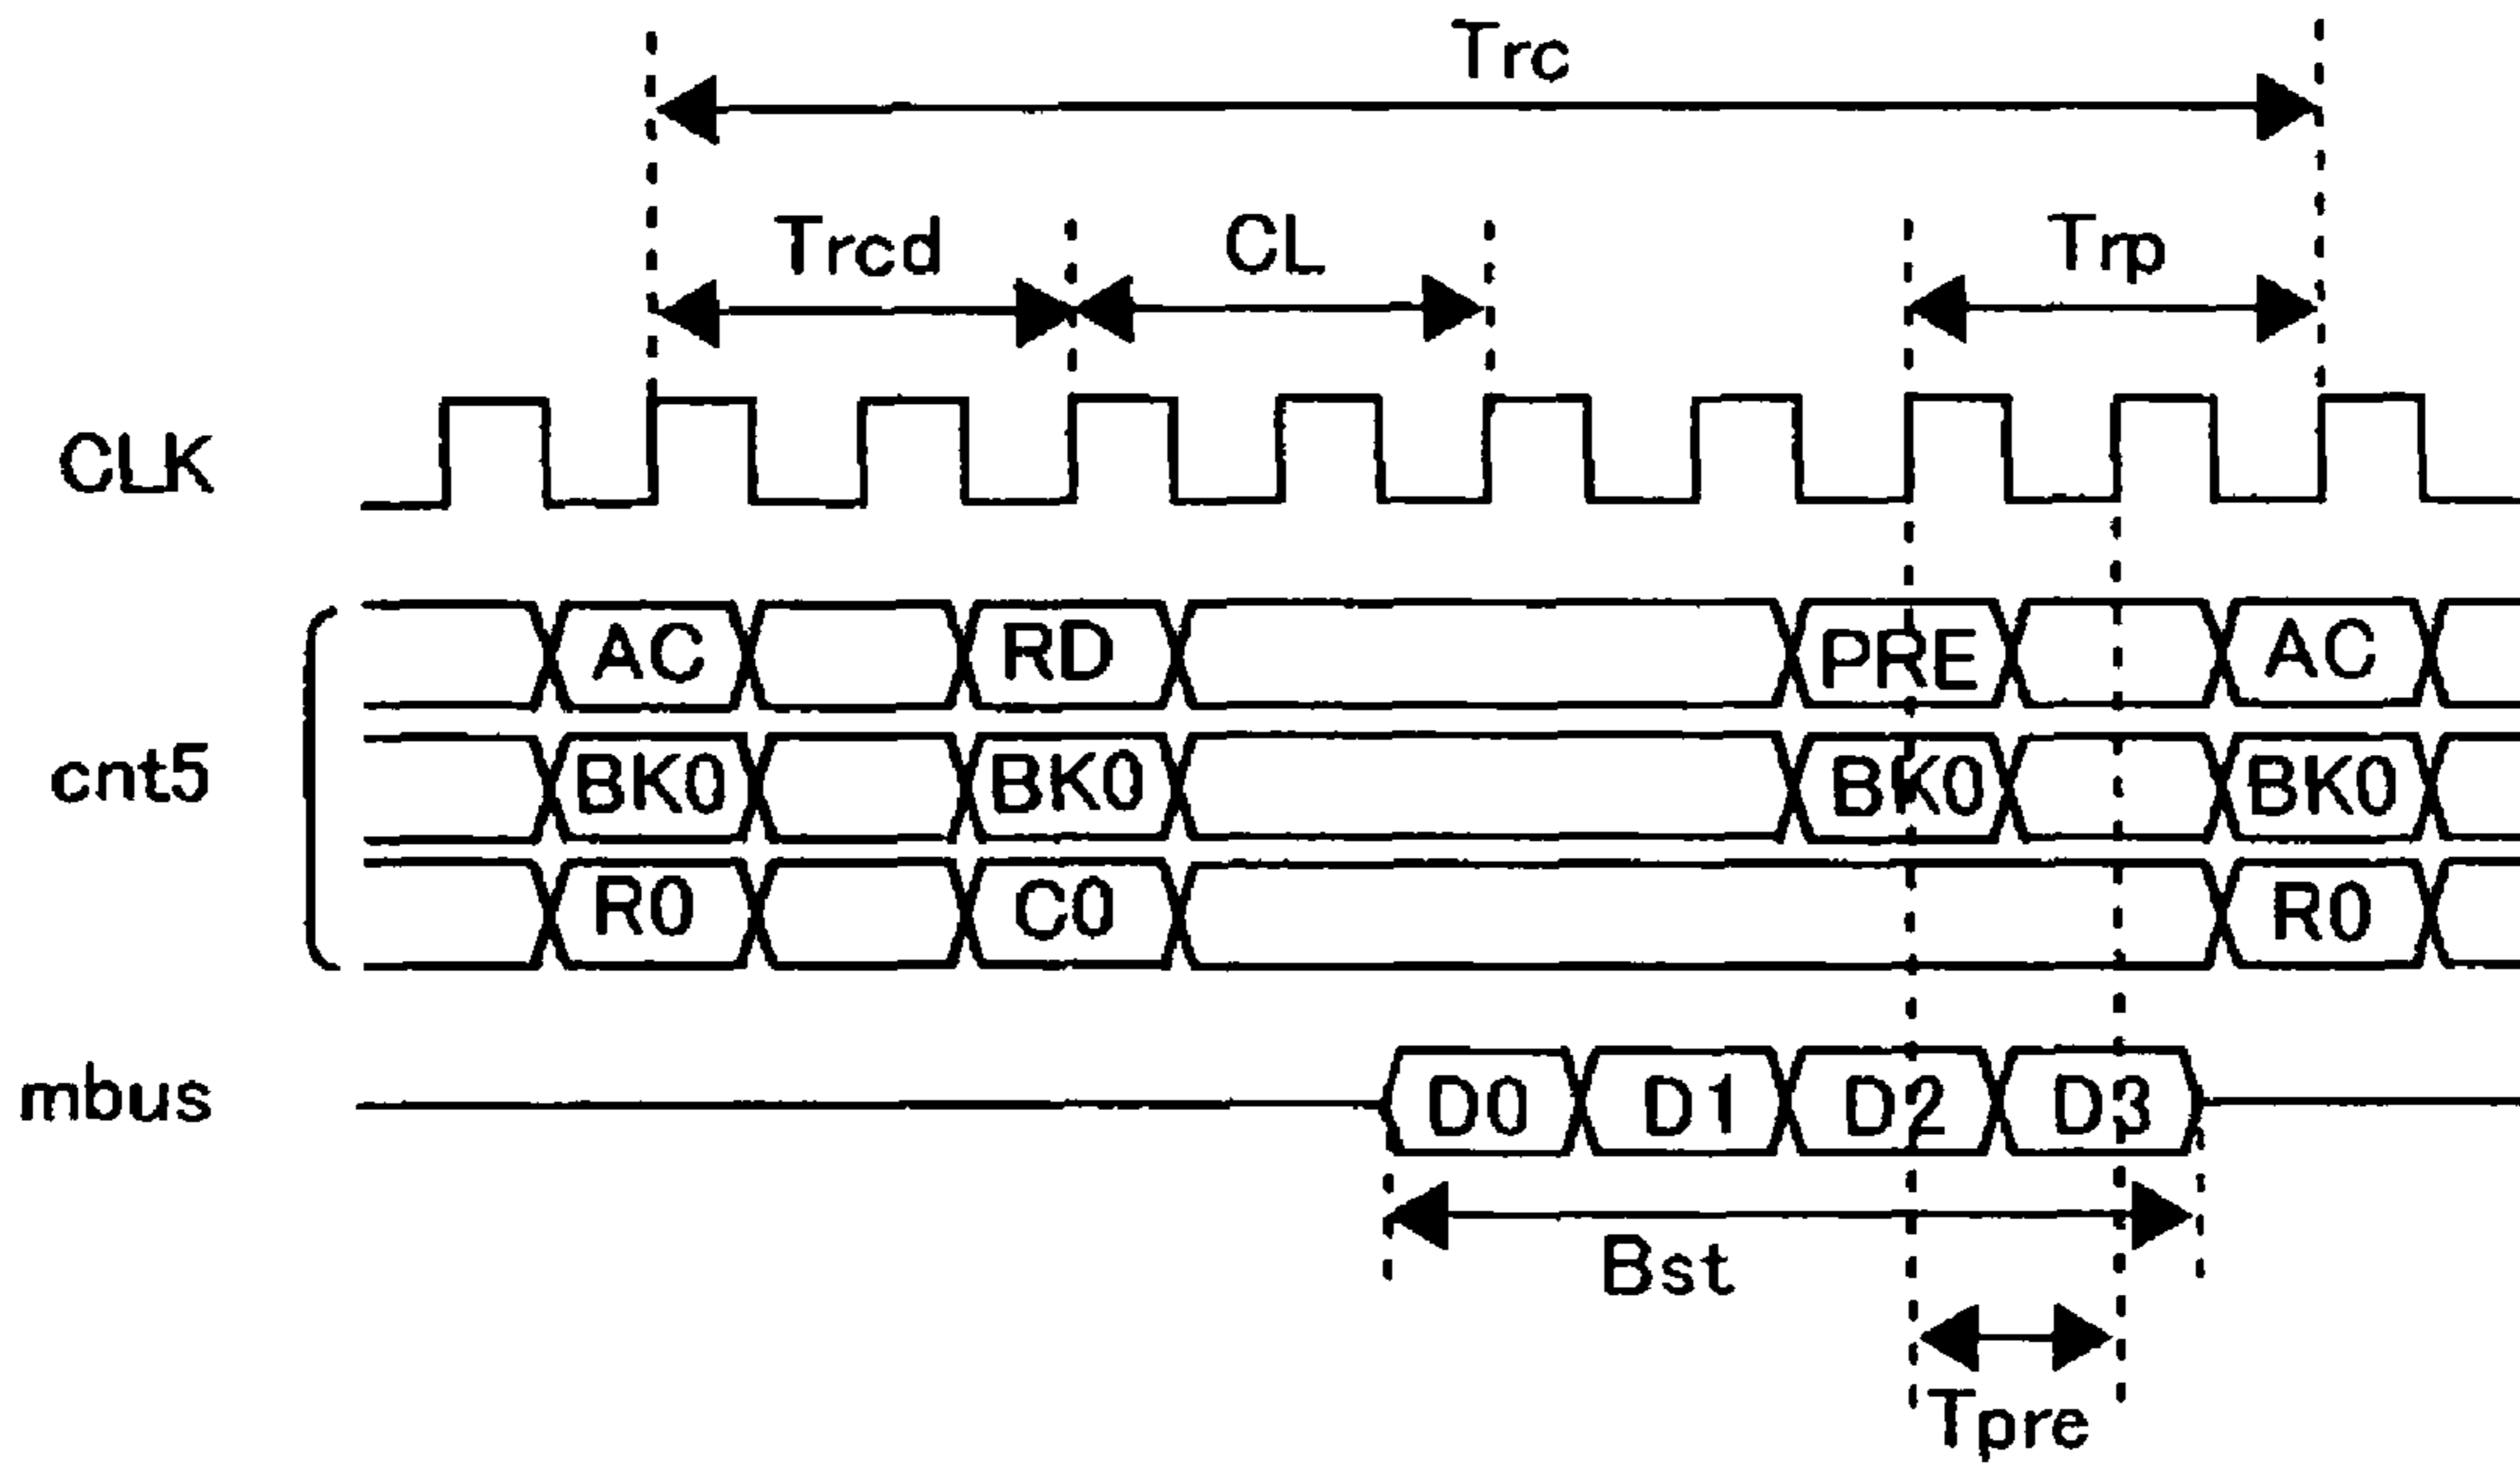 Trc
Trcd CL Trp
CLK
AC RD PRE AC
cnt5 BK0 BK0 BK0 BK0
R0 C0 R0
mbus D0 D1 D2 D3
Bst
Tpre